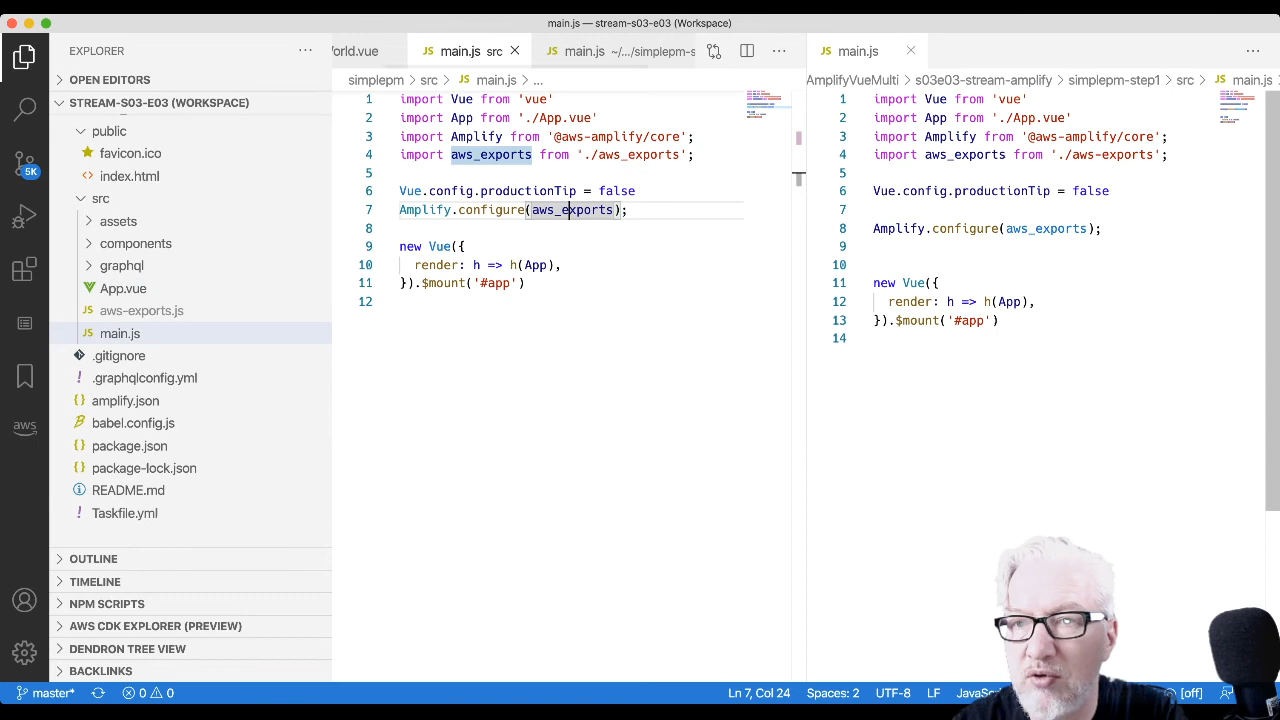 main.js — stream-s03-e03 (Workspace)
EXPLORER
OPEN EDITORS
STREAM-S03-E03 (WORKSPACE)
public
favicon.ico
index.html
src
assets
components
graphql
App.vue
JS aws-exports.js
JS main.js
.gitignore
! .graphqlconfig.yml
{} amplify.json
babel.config.js
{} package.json
{} package-lock.json
README.md
! Taskfile.yml
OUTLINE
TIMELINE
NPM SCRIPTS
AWS CDK EXPLORER (PREVIEW)
DENDRON TREE VIEW
BACKLINKS
5K
aws
orld.vue
JS main.js src
JS main.js ~/.../simplepm-s
simplepm > src > JS main.js > ...
1 import Vue from 'vue'
2 import App from './App.vue'
3 import Amplify from '@aws-amplify/core';
4 import aws_exports from './aws_exports';
5
6 Vue.config.productionTip = false
7 Amplify.configure(aws_exports);
8
9 new Vue({
10 render: h => h(App),
11 }).$mount('#app')
12
JS main.js
AmplifyVueMulti > s03e03-stream-amplify > simplepm-step1 > src > JS main.js >
1 import Vue from 'vue'
2 import App from './App.vue'
3 import Amplify from '@aws-amplify/core';
4 import aws_exports from './aws-exports';
5
6 Vue.config.productionTip = false
7
8 Amplify.configure(aws_exports);
9
10
11 new Vue({
12 render: h => h(App),
13 }).$mount('#app')
14
master* 0 0 Ln 7, Col 24 Spaces: 2 UTF-8 LF JavaSc [off]